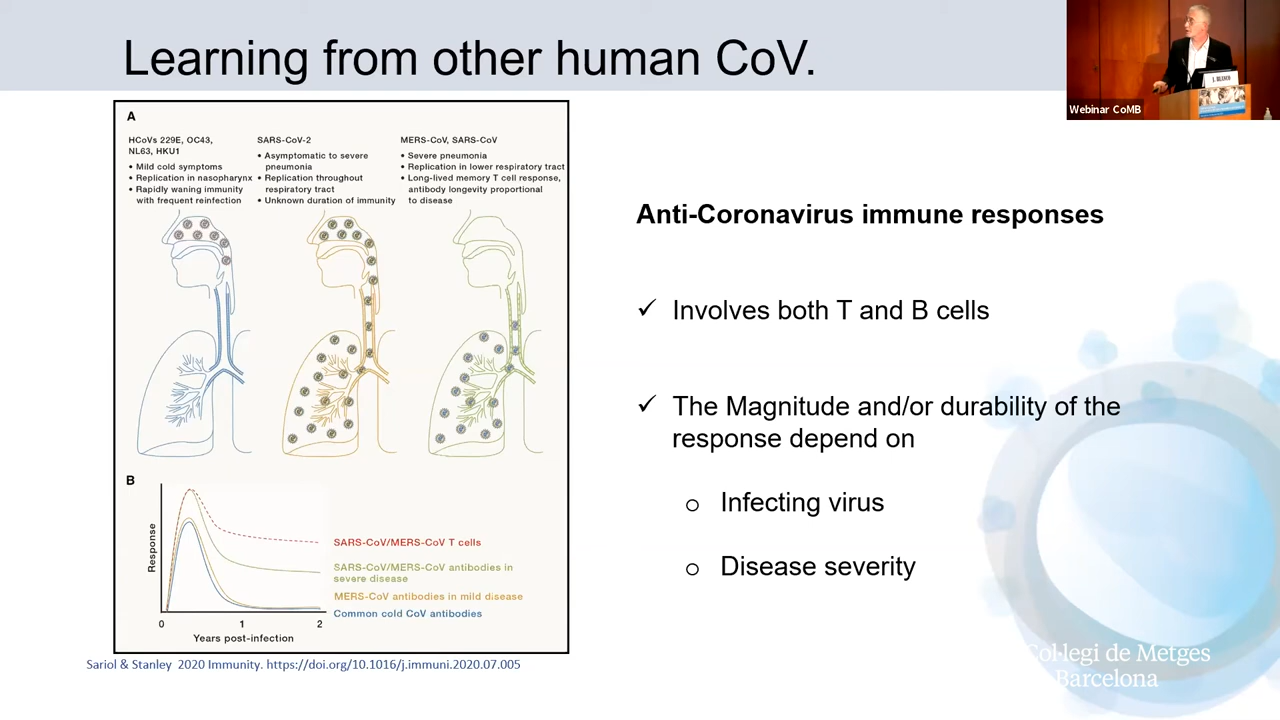 Learning from other human CoV.
Webinar CoMB
J. BLANCO
A
HCoVs 229E, OC43,
NL63, HKU1
• Mild cold symptoms
• Replication in nasopharynx
• Rapidly waning immunity
with frequent reinfection
SARS-CoV-2
• Asymptomatic to severe
pneumonia
• Replication throughout
respiratory tract
• Unknown duration of immunity
MERS-CoV, SARS-CoV
• Severe pneumonia
• Replication in lower respiratory tract
• Long-lived memory T cell response,
antibody longevity proportional
to disease
B
Response
SARS-CoV/MERS-CoV T cells
SARS-CoV/MERS-CoV antibodies in
severe disease
MERS-CoV antibodies in mild disease
Common cold CoV antibodies
0 1 2
Years post-infection
Sariol & Stanley 2020 Immunity. https://doi.org/10.1016/j.immuni.2020.07.005
Anti-Coronavirus immune responses
✓ Involves both T and B cells
✓ The Magnitude and/or durability of the
response depend on
o Infecting virus
o Disease severity
Col·legi de Metges
Barcelona